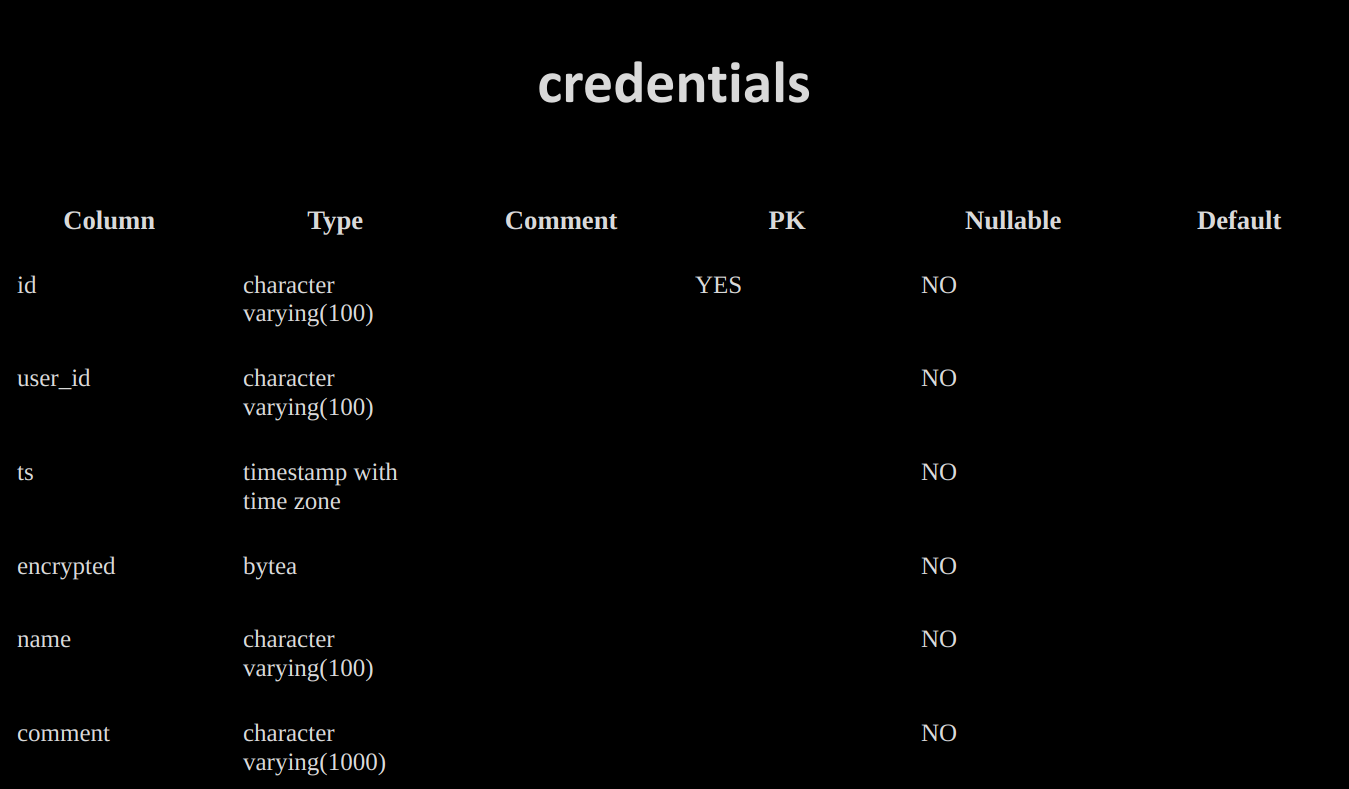 credentials
Column Type Comment PK Nullable Default
id character YES NO
varying(100)
user_id character NO
varying(100)
ts timestamp with NO
time zone
encrypted bytea NO
name character NO
varying(100)
comment character NO
varying(1000)